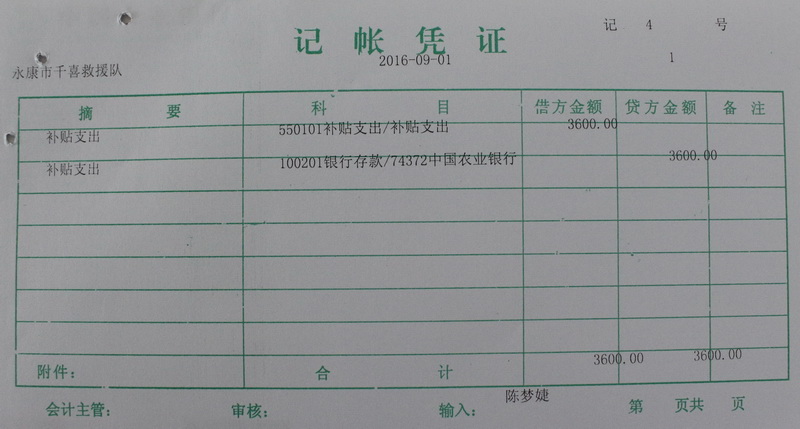 记 4 号
记 帐 凭 证
2016-09-01 1
永康市千喜救援队
摘 要 科 目 借方金额 贷方金额 备 注
补贴支出 550101补贴支出/补贴支出 3600.00
补贴支出 100201银行存款/74372中国农业银行 3600.00
附件： 合 计 3600.00 3600.00
会计主管： 审核： 输入： 陈梦婕 第 页共 页